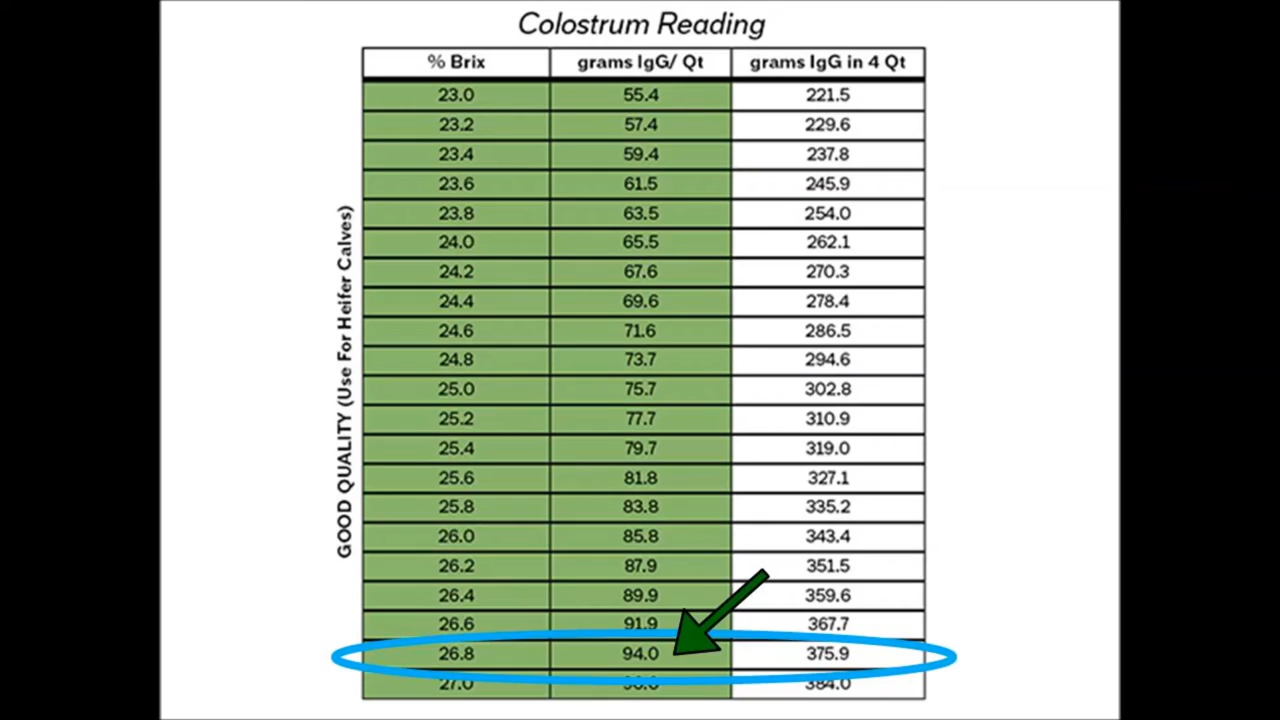 Colostrum Reading
% Brix grams IgG/ Qt grams IgG in 4 Qt
23.0 55.4 221.5
23.2 57.4 229.6
23.4 59.4 237.8
23.6 61.5 245.9
23.8 63.5 254.0
24.0 65.5 262.1
24.2 67.6 270.3
24.4 69.6 278.4
24.6 71.6 286.5
24.8 73.7 294.6
25.0 75.7 302.8
25.2 77.7 310.9
25.4 79.7 319.0
25.6 81.8 327.1
25.8 83.8 335.2
26.0 85.8 343.4
26.2 87.9 351.5
26.4 89.9 359.6
26.6 91.9 367.7
26.8 94.0 375.9
27.0 384.0
GOOD QUALITY (Use For Heifer Calves)